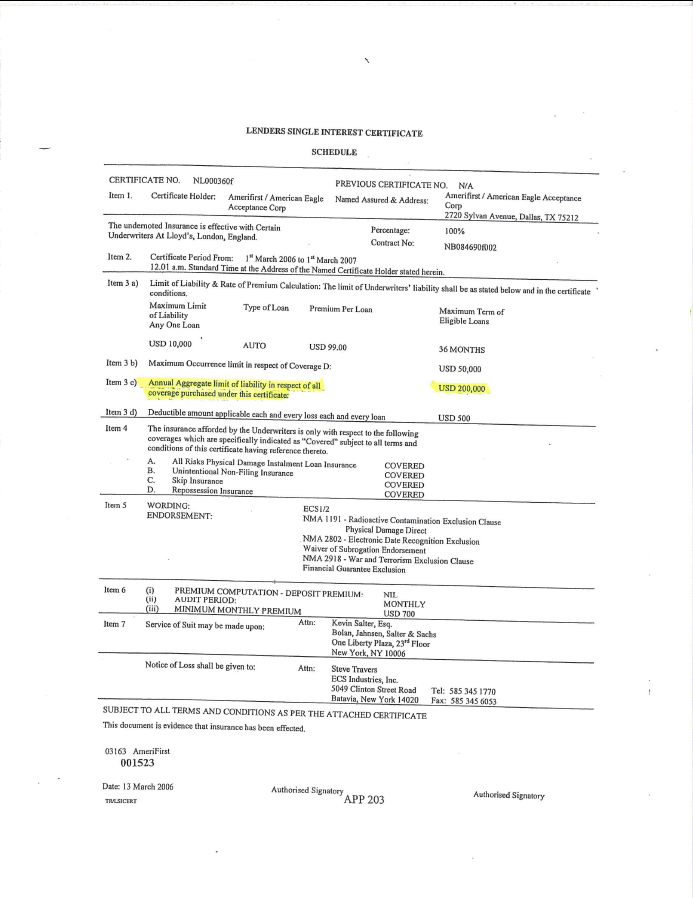 LENDERS SINGLE INTEREST CERTIFICATE
SCHEDULE
CERTIFICATE NO. NL000360f PREVIOUS CERTIFICATE NO. N/A
Item 1. Certificate Holder: Amerifirst / American Eagle Named Assured & Address: Amerifirst / American Eagle Acceptance
Acceptance Corp Corp
2720 Sylvan Avenue, Dallas, TX 75212
The undernoted Insurance is effective with Certain Percentage: 100%
Underwriters At Lloyd's, London, England.
Contract No: NB084690f002
Item 2. Certificate Period From: 1st March 2006 to 1st March 2007
12.01 a.m. Standard Time at the Address of the Named Certificate Holder stated herein.
Item 3 a) Limit of Liability & Rate of Premium Calculation: The limit of Underwriters' liability shall be as stated below and in the certificate
conditions.
Maximum Limit Type of Loan Premium Per Loan Maximum Term of
of Liability Eligible Loans
Any One Loan
USD 10,000 AUTO USD 99.00 36 MONTHS
Item 3 b) Maximum Occurrence limit in respect of Coverage D: USD 50,000
Item 3 c) Annual Aggregate limit of liability in respect of all USD 200,000
coverage purchased under this certificate:
Item 3 d) Deductible amount applicable each and every loss each and every loan USD 500
Item 4 The insurance afforded by the Underwriters is only with respect to the following
coverages which are specifically indicated as "Covered" subject to all terms and
conditions of this certificate having reference thereto.
A. All Risks Physical Damage Instalment Loan Insurance COVERED
B. Unintentional Non-Filing Insurance COVERED
C. Skip Insurance COVERED
D. Repossession Insurance COVERED
Item 5 WORDING: ECS1/2
ENDORSEMENT: NMA 1191 - Radioactive Contamination Exclusion Clause
Physical Damage Direct
NMA 2802 - Electronic Date Recognition Exclusion
Waiver of Subrogation Endorsement
NMA 2918 - War and Terrorism Exclusion Clause
Financial Guarantee Exclusion
Item 6 (i) PREMIUM COMPUTATION - DEPOSIT PREMIUM: NIL
(ii) AUDIT PERIOD: MONTHLY
(iii) MINIMUM MONTHLY PREMIUM USD 700
Item 7 Service of Suit may be made upon: Attn: Kevin Salter, Esq.
Bolan, Jahnsen, Salter & Sachs
One Liberty Plaza, 23rd Floor
New York, NY 10006
Notice of Loss shall be given to: Attn: Steve Travers
ECS Industries, Inc.
5049 Clinton Street Road Tel: 585 345 1770
Batavia, New York 14020 Fax: 585 345 6053
SUBJECT TO ALL TERMS AND CONDITIONS AS PER THE ATTACHED CERTIFICATE
This document is evidence that insurance has been effected.
03163 AmeriFirst
001523
Date: 13 March 2006 Authorised Signatory Authorised Signatory
APP 203
TR/LSICERT